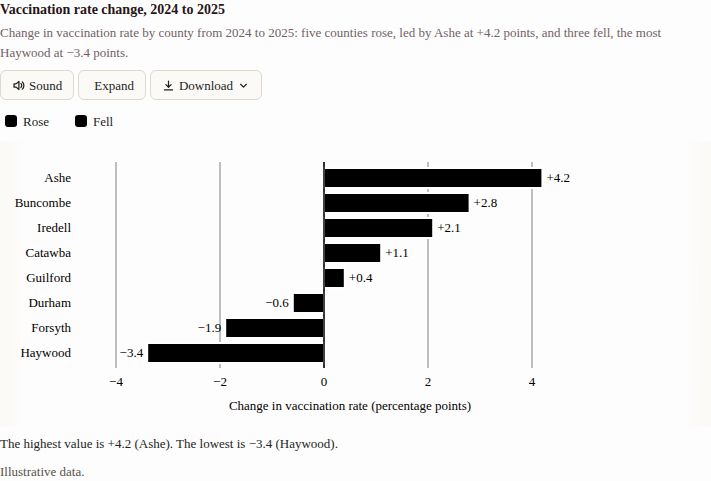 Vaccination rate change, 2024 to 2025
Change in vaccination rate by county from 2024 to 2025: five counties rose, led by Ashe at +4.2 points, and three fell, the most
Haywood at −3.4 points.
Sound Expand Download
Rose Fell
Ashe +4.2
Buncombe +2.8
Iredell +2.1
Catawba +1.1
Guilford +0.4
Durham −0.6
Forsyth −1.9
Haywood −3.4
−4 −2 0 2 4
Change in vaccination rate (percentage points)
The highest value is +4.2 (Ashe). The lowest is −3.4 (Haywood).
Illustrative data.